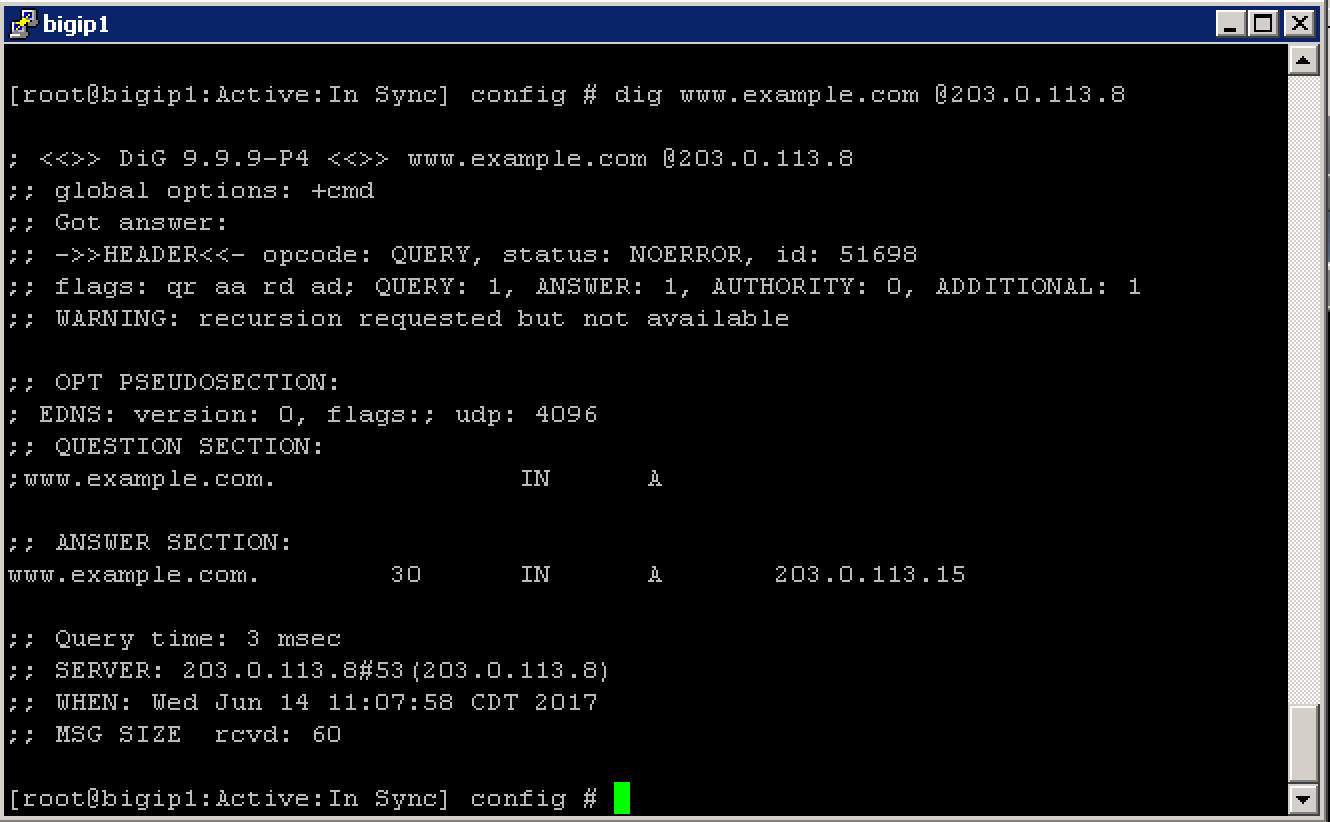 bigip1
[root@bigip1:Active:In Sync] config # dig www.example.com @203.0.113.8
; <<>> DiG 9.9.9-P4 <<>> www.example.com @203.0.113.8
;; global options: +cmd
;; Got answer:
;; ->>HEADER<<- opcode: QUERY, status: NOERROR, id: 51698
;; flags: qr aa rd ad; QUERY: 1, ANSWER: 1, AUTHORITY: 0, ADDITIONAL: 1
;; WARNING: recursion requested but not available
;; OPT PSEUDOSECTION:
; EDNS: version: 0, flags:; udp: 4096
;; QUESTION SECTION:
;www.example.com. IN A
;; ANSWER SECTION:
www.example.com. 30 IN A 203.0.113.15
;; Query time: 3 msec
;; SERVER: 203.0.113.8#53(203.0.113.8)
;; WHEN: Wed Jun 14 11:07:58 CDT 2017
;; MSG SIZE  rcvd: 60
[root@bigip1:Active:In Sync] config #